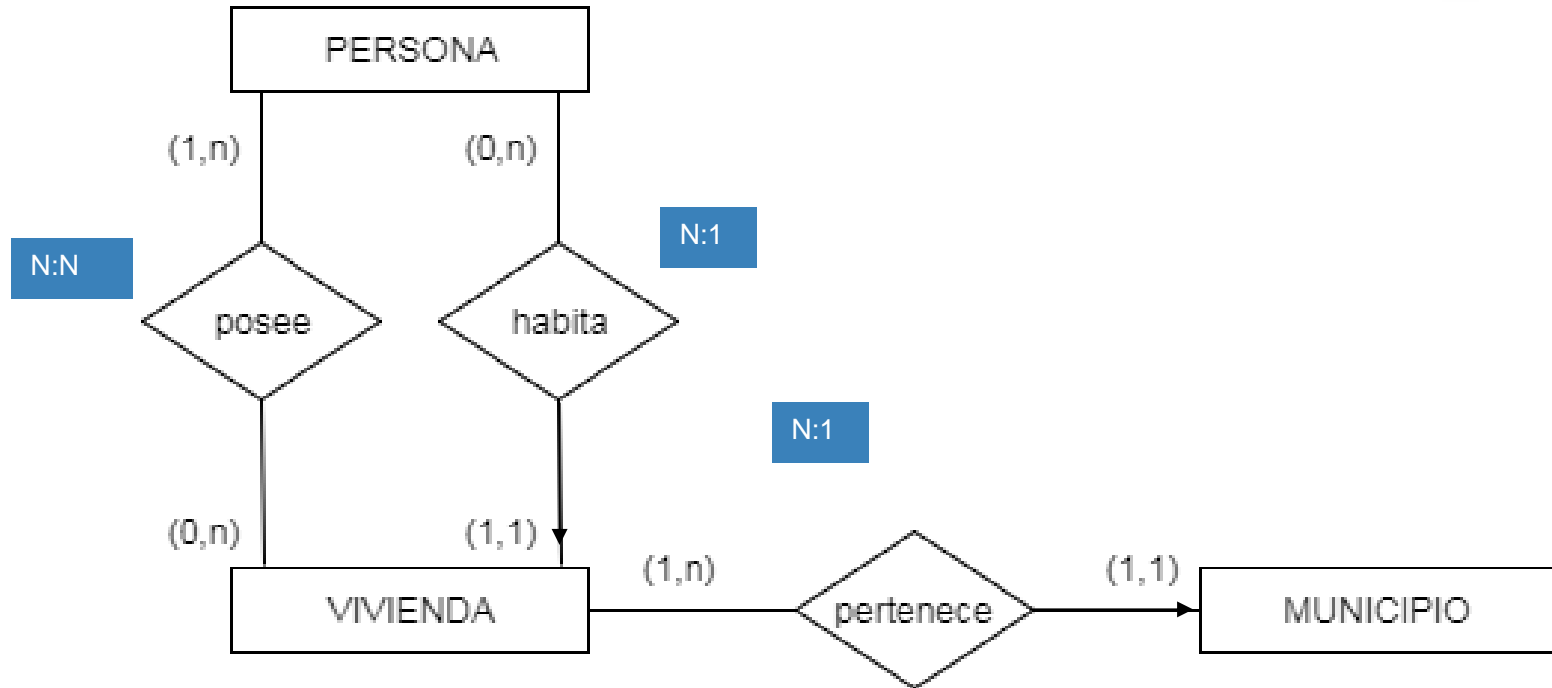 PERSONA
(1,n)
(0,n)
N:N
N:1
posee
habita
N:1
(0,n)
(1,1)
(1,n)
(1,1)
VIVIENDA
pertenece
MUNICIPIO